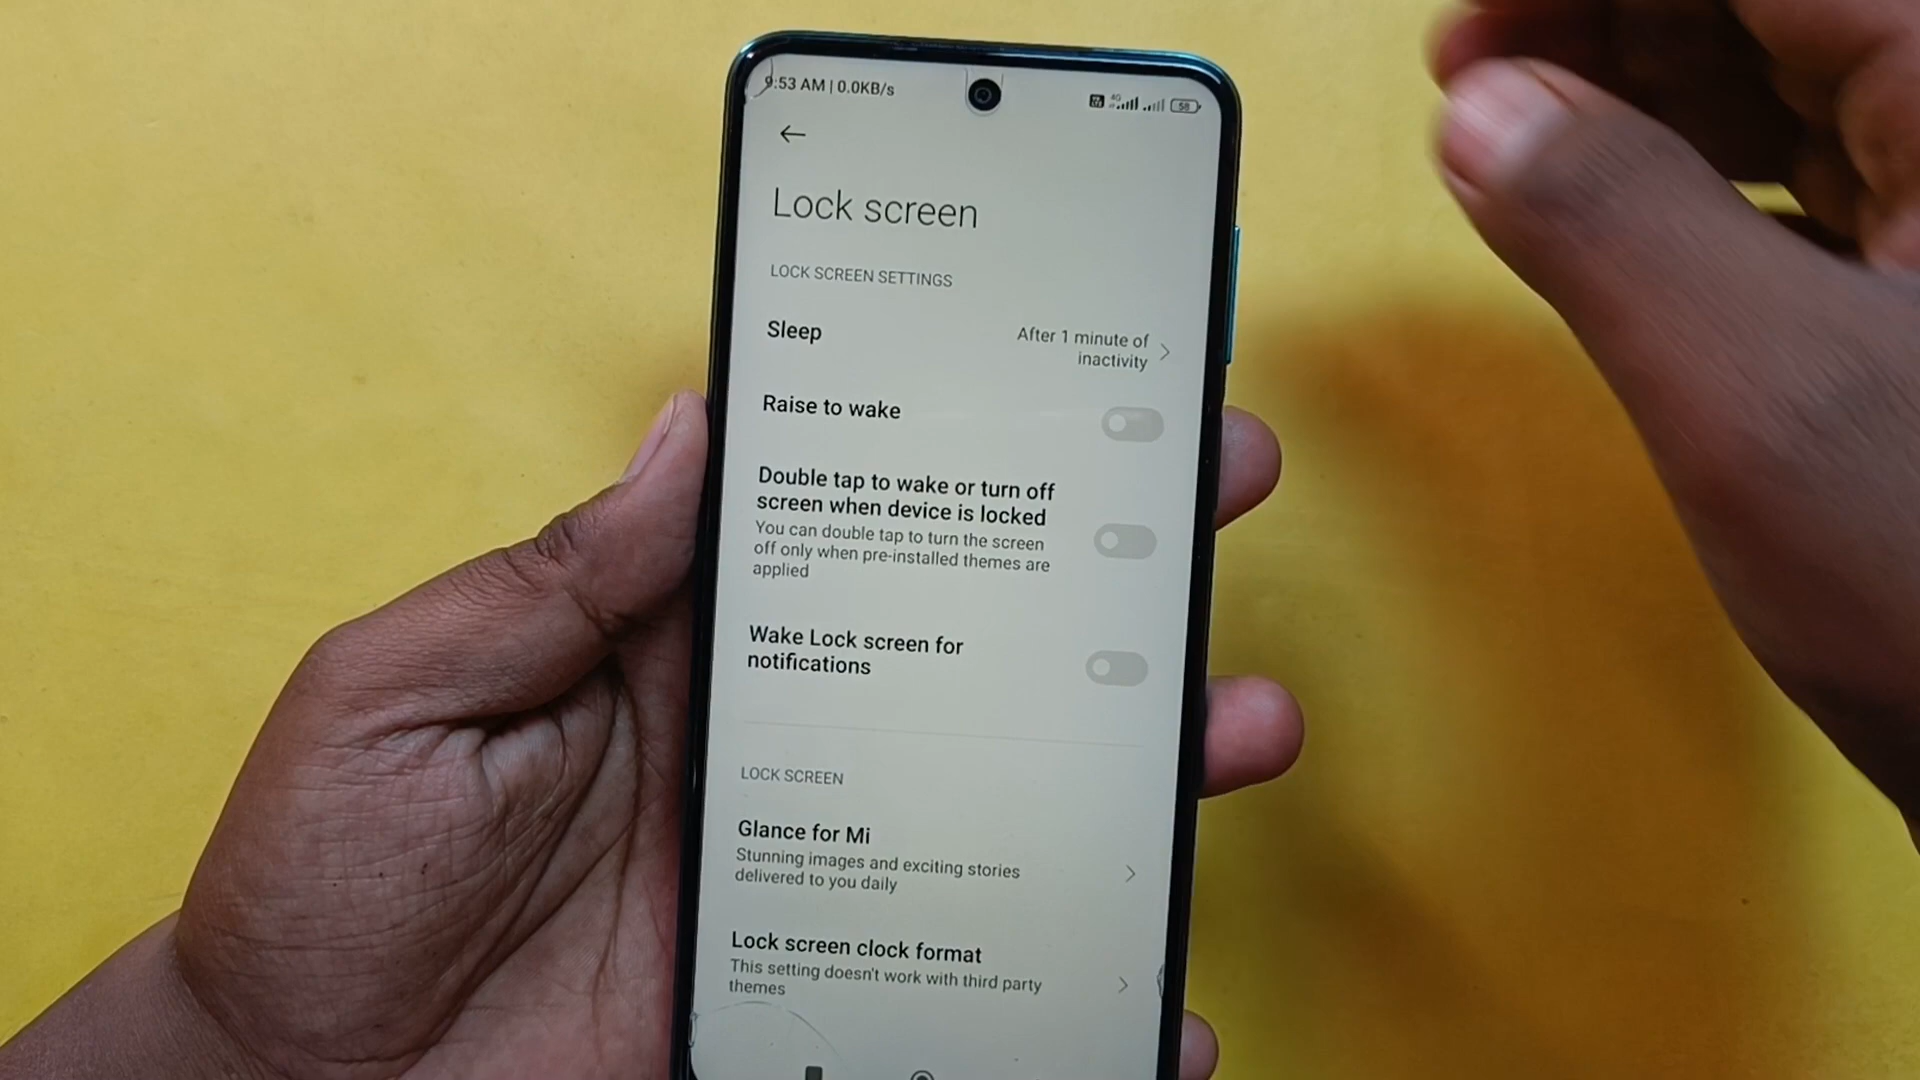 9:53 AM | 0.0KB/s
4G
58
Lock screen
LOCK SCREEN SETTINGS
Sleep
After 1 minute of
inactivity
Raise to wake
Double tap to wake or turn off
screen when device is locked
You can double tap to turn the screen
off only when pre-installed themes are
applied
Wake Lock screen for
notifications
LOCK SCREEN
Glance for Mi
Stunning images and exciting stories
delivered to you daily
Lock screen clock format
This setting doesn't work with third party
themes